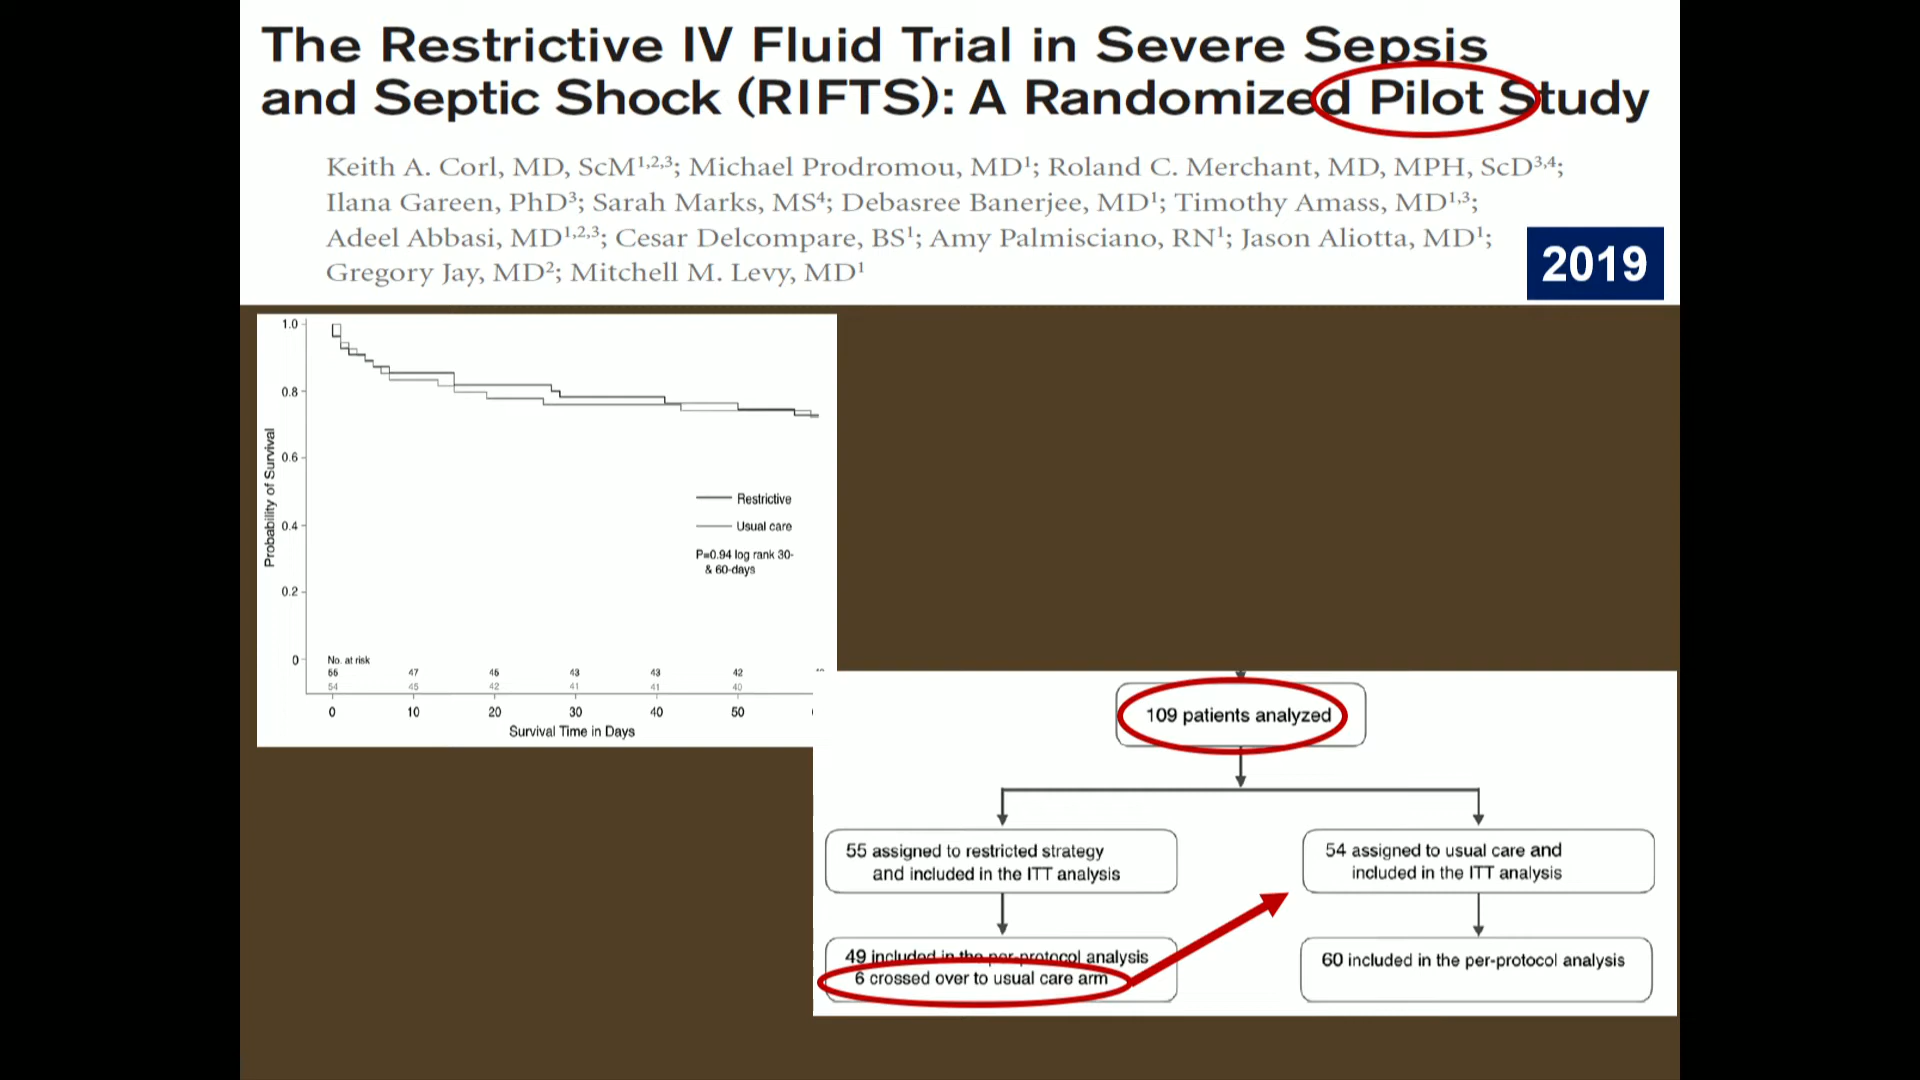 The Restrictive IV Fluid Trial in Severe Sepsis
and Septic Shock (RIFTS): A Randomized Pilot Study
Keith A. Corl, MD, ScM1,2,3; Michael Prodromou, MD1; Roland C. Merchant, MD, MPH, ScD3,4;
Ilana Gareen, PhD3; Sarah Marks, MS4; Debasree Banerjee, MD1; Timothy Amass, MD1,3;
Adeel Abbasi, MD1,2,3; Cesar Delcompare, BS1; Amy Palmisciano, RN1; Jason Aliotta, MD1;
Gregory Jay, MD2; Mitchell M. Levy, MD1
2019
1.0
0.8
0.6
0.4
0.2
0
Probability of Survival
Restrictive
Usual care
P=0.94 log rank 30-
& 60-days
No. at risk
55 47 45 43 43 42
54 45 42 41 41 40
0 10 20 30 40 50
Survival Time in Days
109 patients analyzed
55 assigned to restricted strategy
and included in the ITT analysis
54 assigned to usual care and
included in the ITT analysis
49 included in the per-protocol analysis
6 crossed over to usual care arm
60 included in the per-protocol analysis